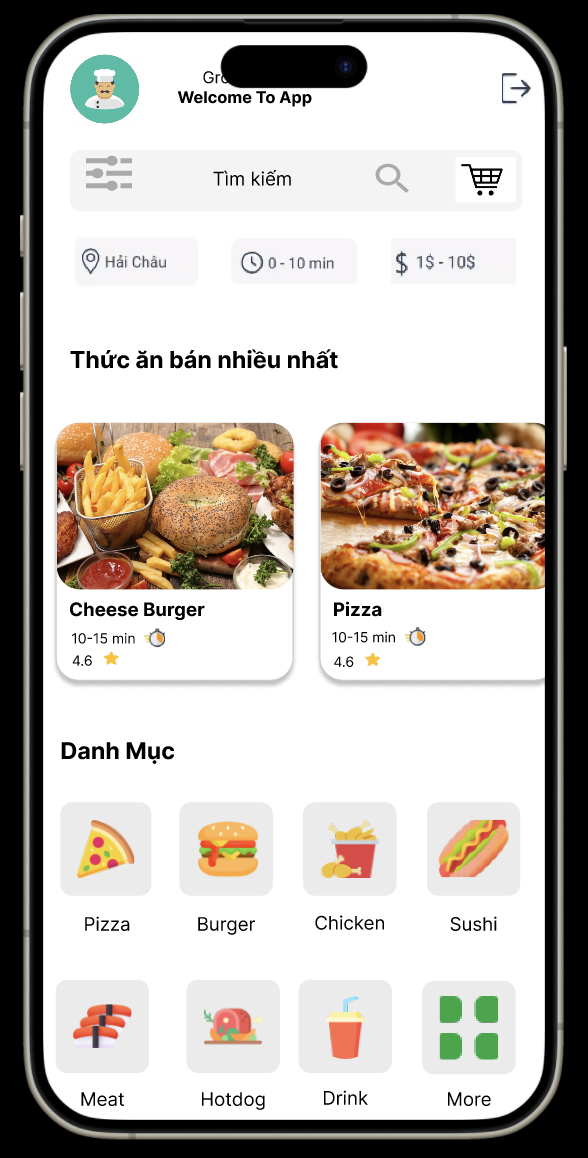 Welcome To App
Tìm kiếm
Hải Châu
0 - 10 min
$ 1$ - 10$
Thức ăn bán nhiều nhất
Cheese Burger
10-15 min
4.6
Pizza
10-15 min
4.6
Danh Mục
Pizza
Burger
Chicken
Sushi
Meat
Hotdog
Drink
More